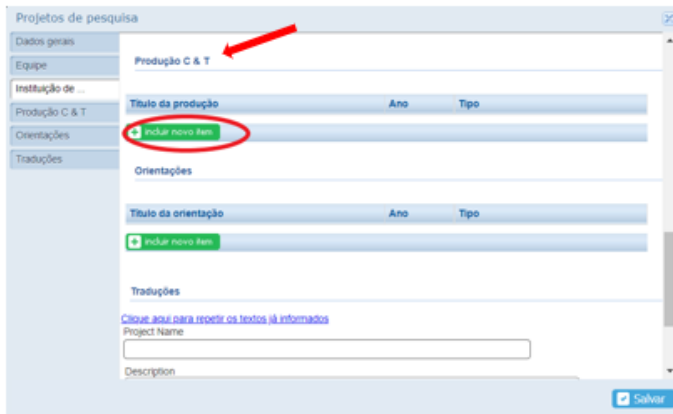 Projetos de pesquisa
Dados gerais
Equipe
Instituição de ...
Produção C & T
Orientações
Traduções
Produção C & T
Título da produção Ano Tipo
incluir novo item
Orientações
Título da orientação Ano Tipo
incluir novo item
Traduções
Clique aqui para repetir os textos já informados
Project Name
Description
Salvar